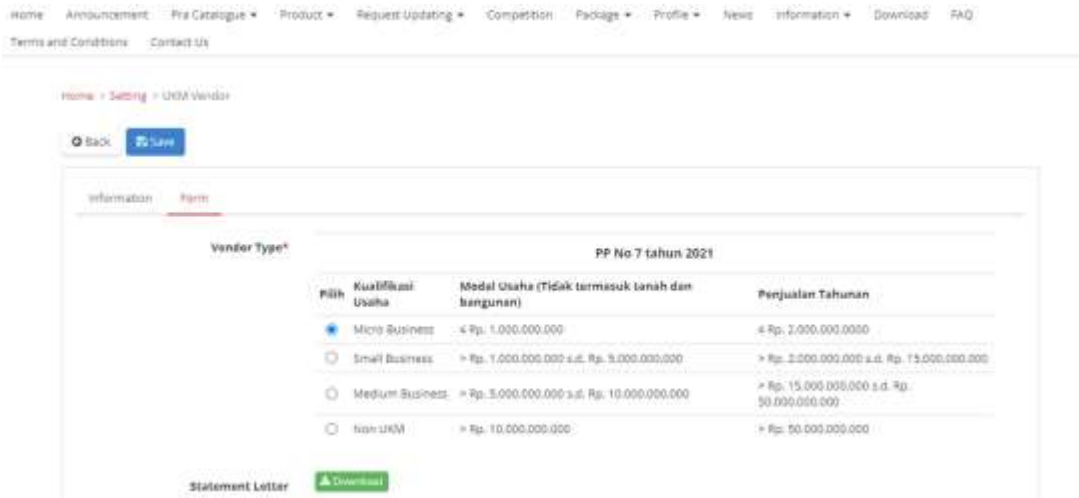 Home Announcement Pra Catalogue Product Request Updating Competition Package Profile News Information Download FAQ
Terms and Conditions Contact Us
Home > Setting > UKM Vendor
Back Save
Information Form
Vendor Type*
PP No 7 tahun 2021
Pilih Kualifikasi Usaha Modal Usaha (Tidak termasuk tanah dan bangunan) Penjualan Tahunan
Micro Business ≤ Rp. 1.000.000.000 ≤ Rp. 2.000.000.0000
Small Business > Rp. 1.000.000.000 s.d. Rp. 5.000.000.000 > Rp. 2.000.000.000 s.d. Rp. 15.000.000.000
Medium Business > Rp. 5.000.000.000 s.d. Rp. 10.000.000.000 > Rp. 15.000.000.000 s.d. Rp. 50.000.000.000
Non UKM > Rp. 10.000.000.000 > Rp. 50.000.000.000
Statement Letter Download